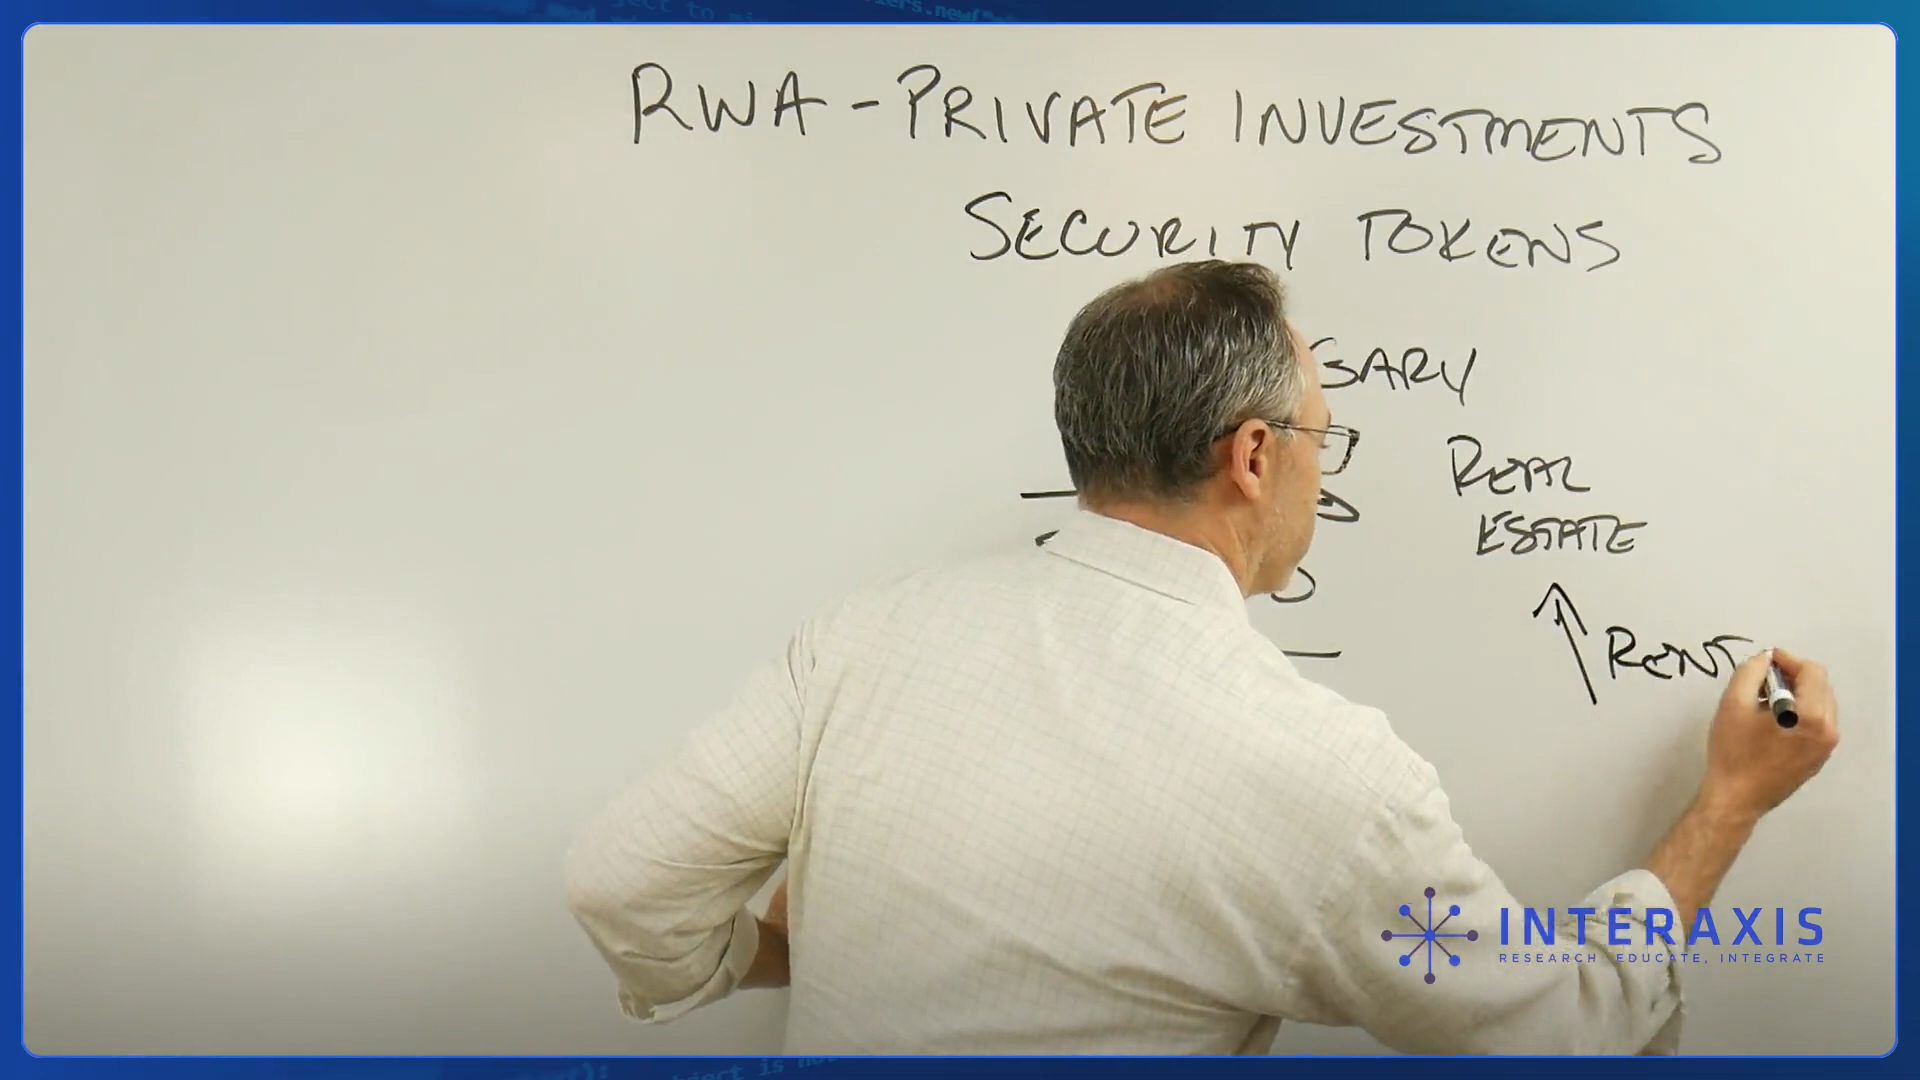 RWA - PRIVATE INVESTMENTS
SECURITY TOKENS
GARY
REAL
ESTATE
RENT
INTERAXIS
RESEARCH, EDUCATE, INTEGRATE